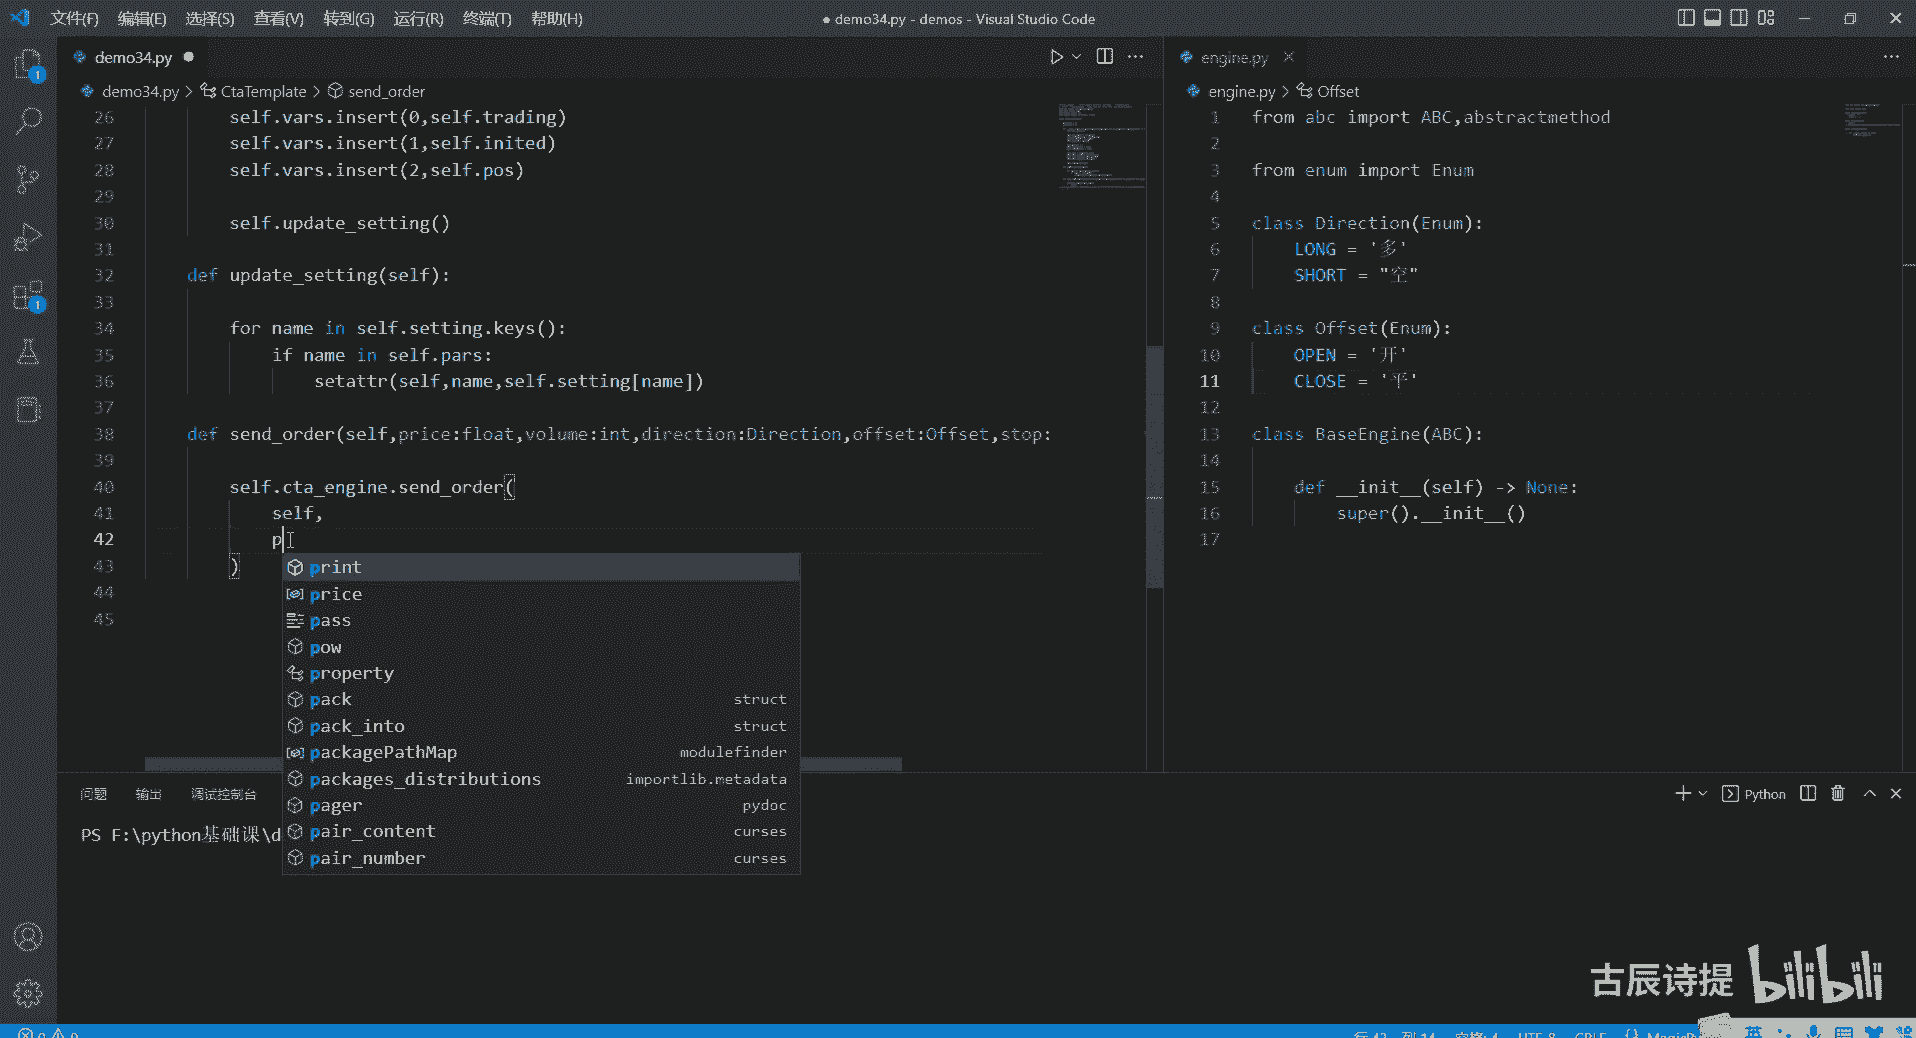 文件(F) 编辑(E) 选择(S) 查看(V) 转到(G) 运行(R) 终端(T) 帮助(H)
● demo34.py - demos - Visual Studio Code
demo34.py ●
engine.py ×
demo34.py > CtaTemplate > send_order
engine.py > Offset
26 self.vars.insert(0,self.trading)
27 self.vars.insert(1,self.inited)
28 self.vars.insert(2,self.pos)
29
30 self.update_setting()
31
32 def update_setting(self):
33
34 for name in self.setting.keys():
35 if name in self.pars:
36 setattr(self,name,self.setting[name])
37
38 def send_order(self,price:float,volume:int,direction:Direction,offset:Offset,stop:
39
40 self.cta_engine.send_order(
41 self,
42 p
43 )
44
45
print
price
pass
pow
property
pack struct
pack_into struct
packagePathMap modulefinder
packages_distributions importlib.metadata
pager pydoc
pair_content curses
pair_number curses
1 from abc import ABC,abstractmethod
2
3 from enum import Enum
4
5 class Direction(Enum):
6 LONG = '多'
7 SHORT = "空"
8
9 class Offset(Enum):
10 OPEN = '开'
11 CLOSE = '平'
12
13 class BaseEngine(ABC):
14
15 def __init__(self) -> None:
16 super().__init__()
17
问题 输出 调试控制台
Python
PS F:\python基础课\d
古辰诗提 bilibili
英